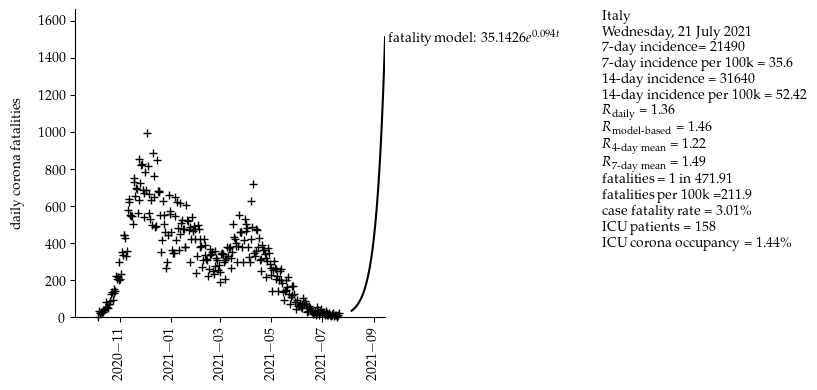 1600
1400
1200
1000
800
600
400
200
0
daily corona fatalities
2020−11
2021−01
2021−03
2021−05
2021−07
2021−09
fatality model: 35.1426e^0.094t
Italy
Wednesday, 21 July 2021
7-day incidence= 21490
7-day incidence per 100k = 35.6
14-day incidence = 31640
14-day incidence per 100k = 52.42
R_daily = 1.36
R_model-based = 1.46
R_4-day mean = 1.22
R_7-day mean = 1.49
fatalities = 1 in 471.91
fatalities per 100k =211.9
case fatality rate = 3.01%
ICU patients = 158
ICU corona occupancy = 1.44%